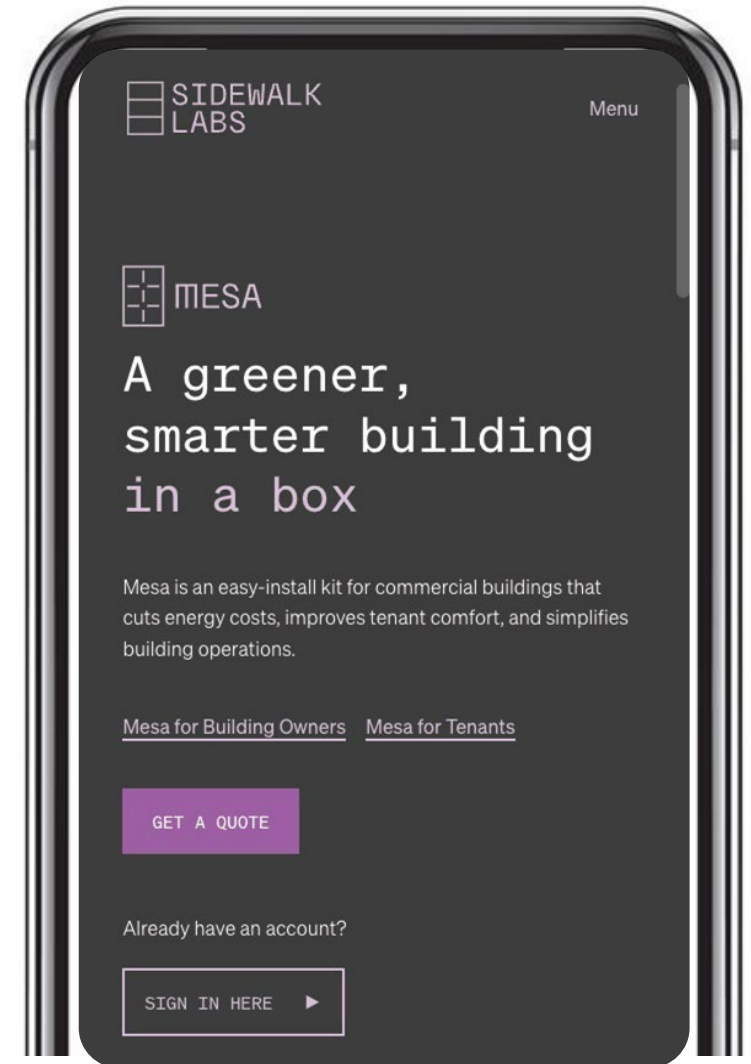 SIDEWALK
LABS
Menu
MESA
A greener,
smarter building
in a box
Mesa is an easy-install kit for commercial buildings that
cuts energy costs, improves tenant comfort, and simplifies
building operations.
Mesa for Building Owners Mesa for Tenants
GET A QUOTE
Already have an account?
SIGN IN HERE